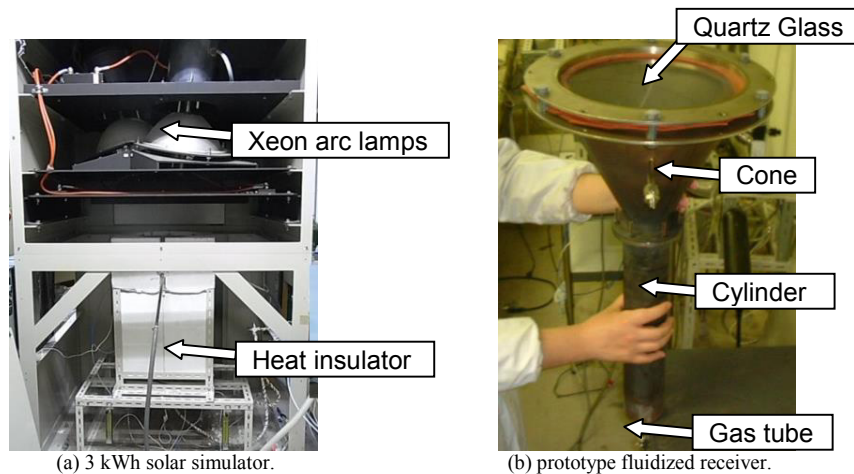 Quartz Glass
Xeon arc lamps
Cone
Cylinder
Heat insulator
Gas tube
(a) 3 kWh solar simulator.
(b) prototype fluidized receiver.